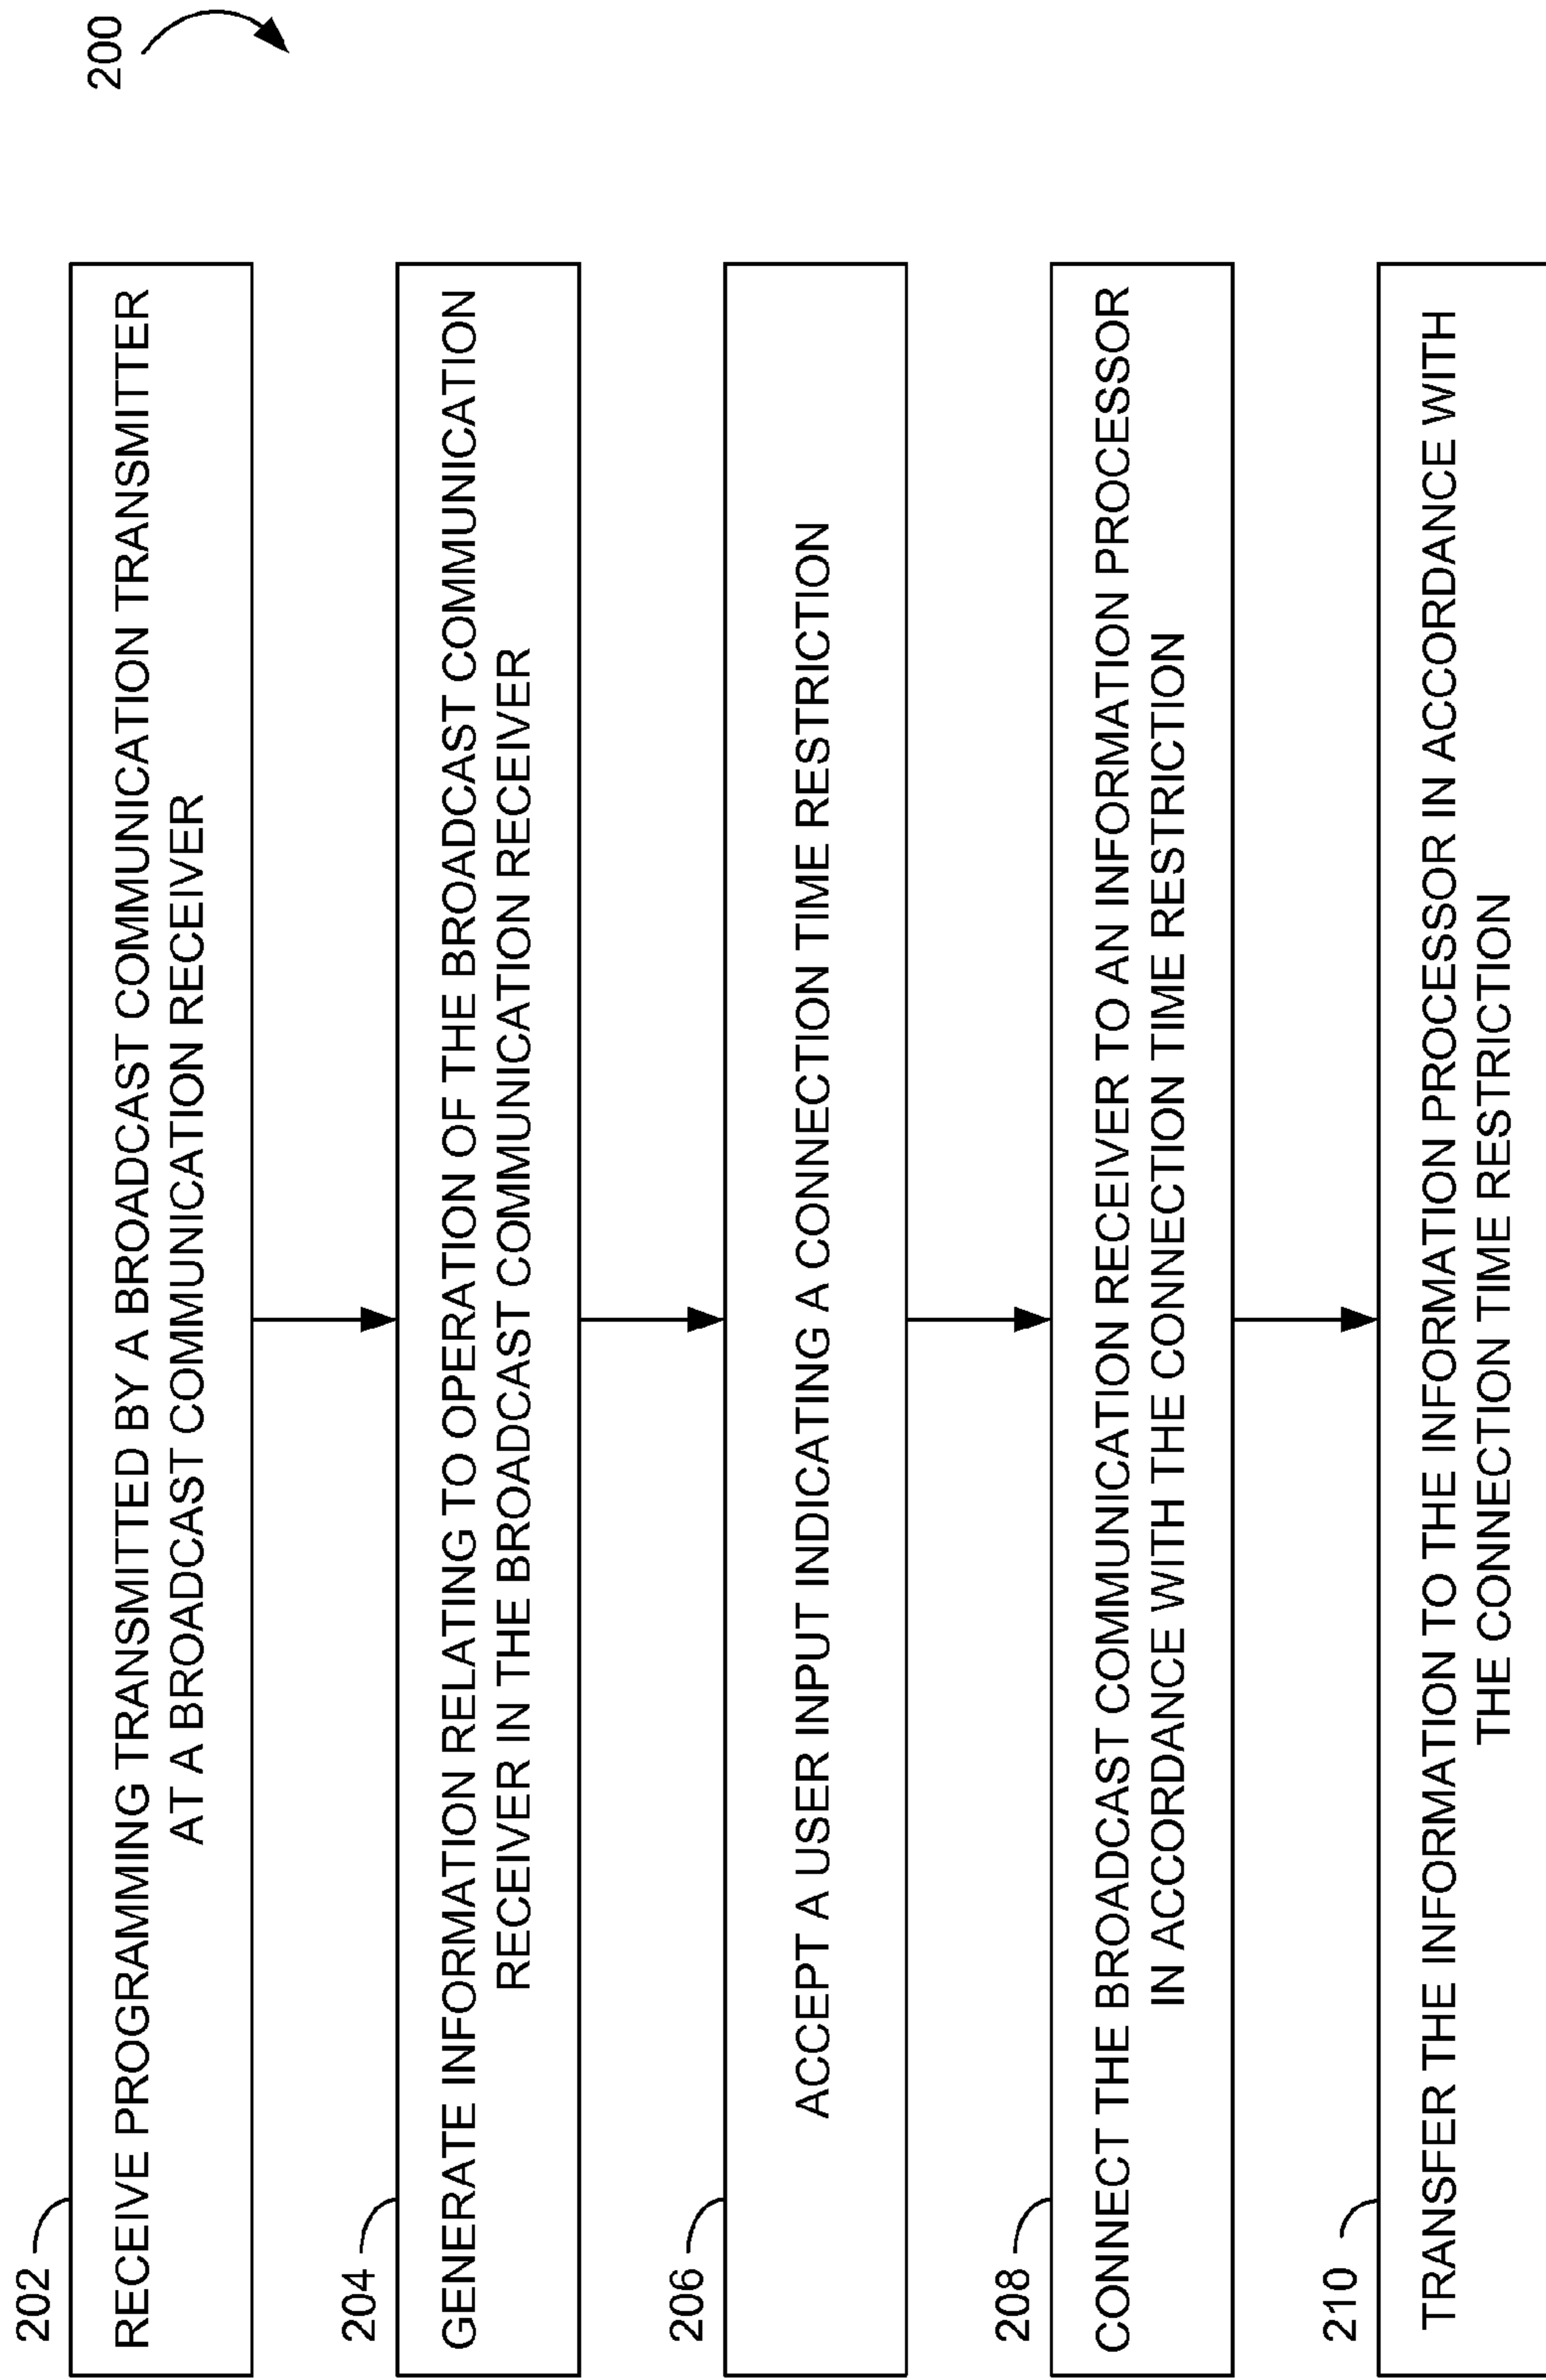 200
202
RECEIVE PROGRAMMING TRANSMITTED BY A BROADCAST COMMUNICATION TRANSMITTER
AT A BROADCAST COMMUNICATION RECEIVER
204
GENERATE INFORMATION RELATING TO OPERATION OF THE BROADCAST COMMUNICATION
RECEIVER IN THE BROADCAST COMMUNICATION RECEIVER
206
ACCEPT A USER INPUT INDICATING A CONNECTION TIME RESTRICTION
208
CONNECT THE BROADCAST COMMUNICATION RECEIVER TO AN INFORMATION PROCESSOR
IN ACCORDANCE WITH THE CONNECTION TIME RESTRICTION
210
TRANSFER THE INFORMATION TO THE INFORMATION PROCESSOR IN ACCORDANCE WITH
THE CONNECTION TIME RESTRICTION